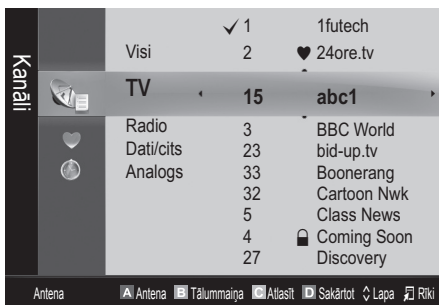 Kanāli
✓ 1 1futech
Visi 2 ♥ 24ore.tv
TV 15 abc1
Radio 3 BBC World
Dati/cits 23 bid-up.tv
Analogs 33 Boonerang
32 Cartoon Nwk
5 Class News
4 Coming Soon
27 Discovery
Antena A Antena B Tālummaiņa C Atlasīt D Sakārtot Lapa Rīki